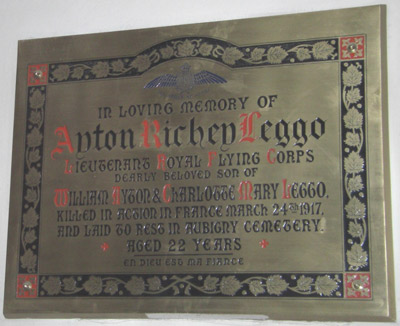 IN LOVING MEMORY OF
Ayton Richey Leggo
LIEUTENANT ROYAL FLYING CORPS
DEARLY BELOVED SON OF
WILLIAM AYTON & CHARLOTTE MARY LEGGO.
KILLED IN ACTION IN FRANCE MARCH 24TH 1917,
AND LAID TO REST IN AUBIGNY CEMETERY.
AGED 22 YEARS
EN DIEU EST MA FIANCE